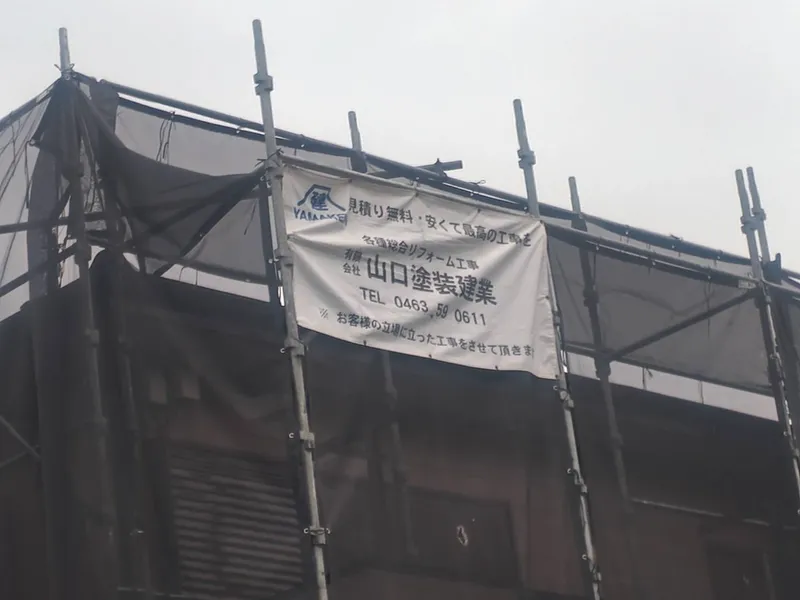 建
見積り無料・安くて最高の工事を
各種総合リフォーム工事
有限会社 山口塗装建業
TEL 0463.59 0611
※ お客様の立場に立った工事をさせて頂きま